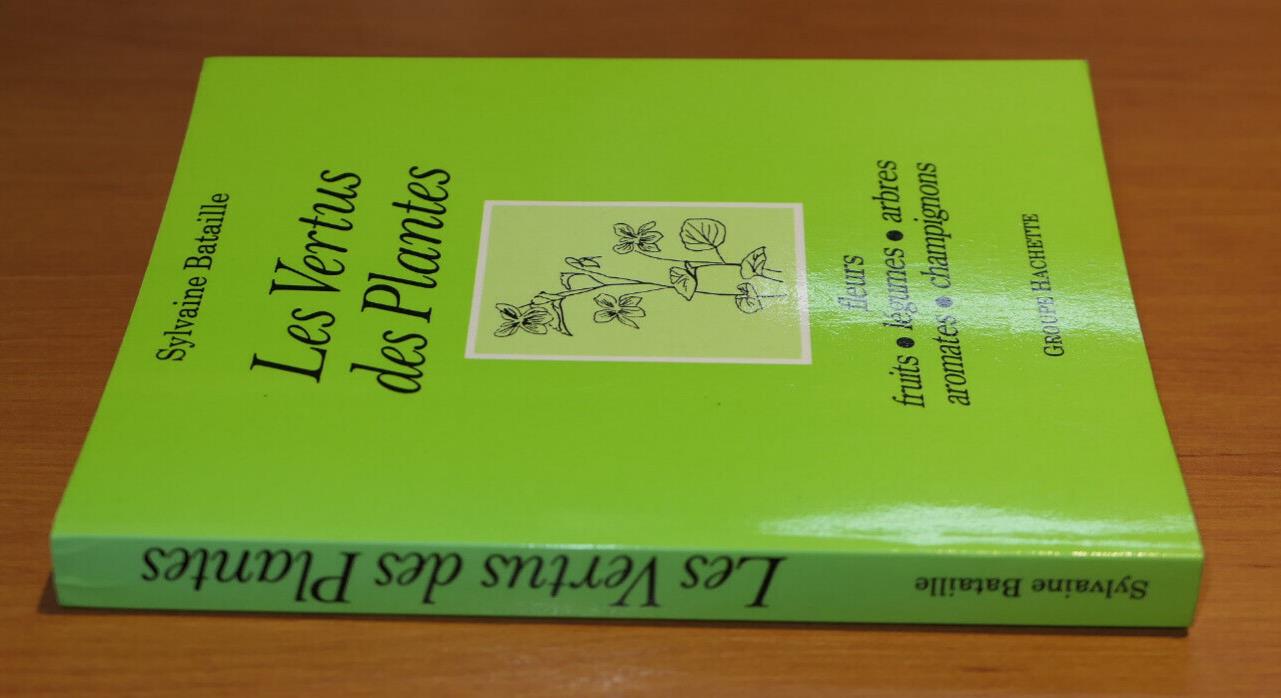 Sylvaine Bataille
Les Vertus
des Plantes
fleurs
fruits • légumes • arbres
aromates • champignons
GROUPE HACHETTE
Les Vertus des Plantes
Sylvaine Bataille